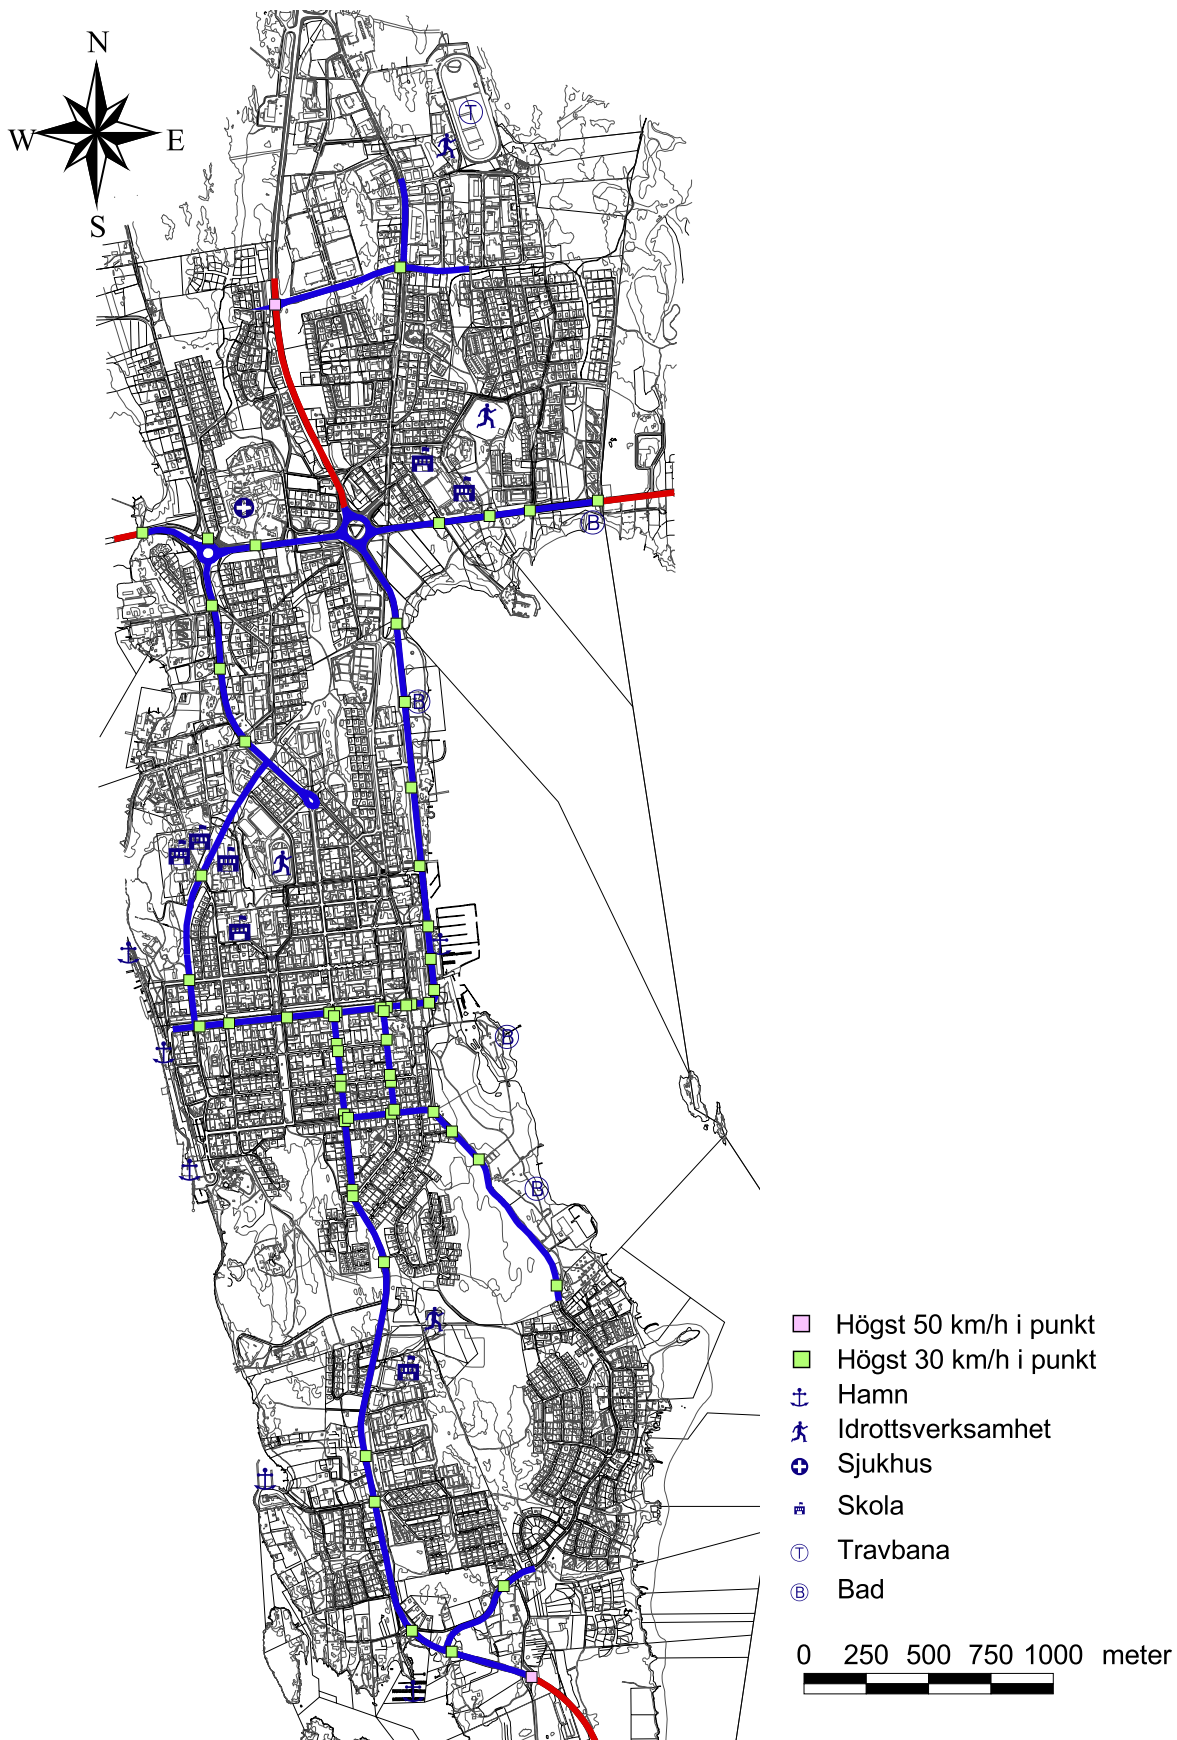 N
W E
S
T
B
B
B
B
Högst 50 km/h i punkt
Högst 30 km/h i punkt
Hamn
Idrottsverksamhet
Sjukhus
Skola
T Travbana
B Bad
0 250 500 750 1000 meter